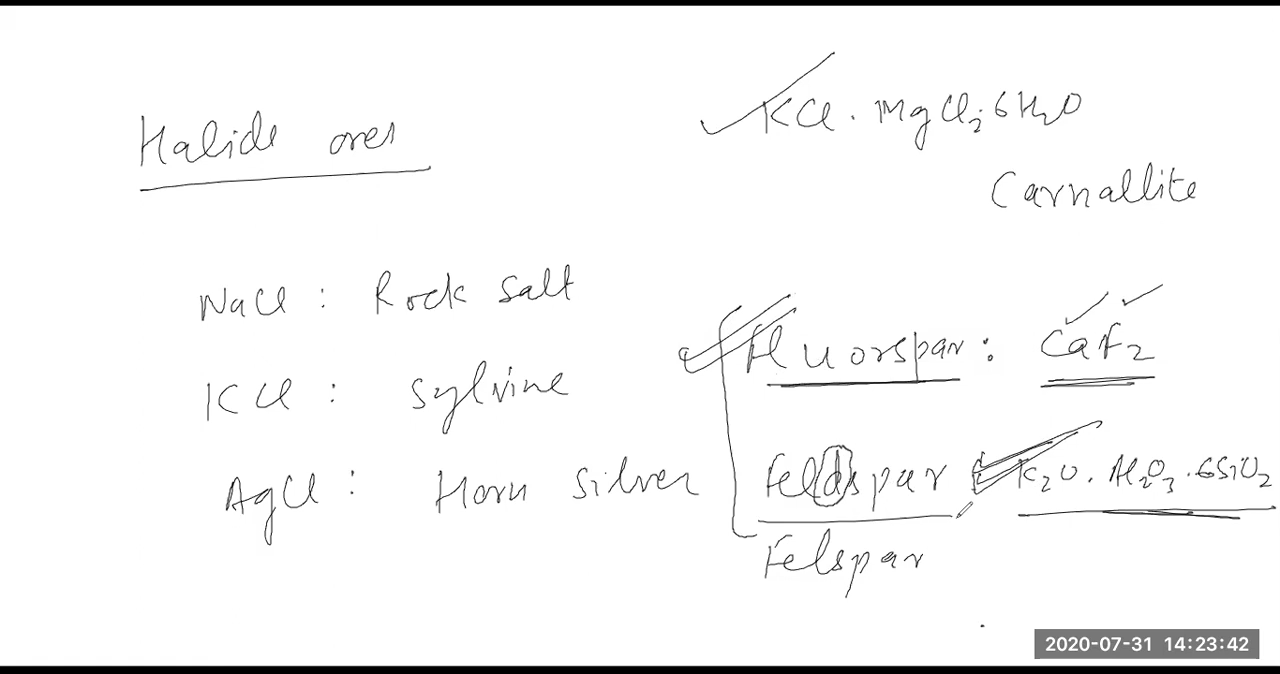 Halide ores
KCl . MgCl2 . 6H2O
Carnallite
NaCl : Rock salt
KCl : Sylvine
AgCl : Horn silver
Fluorspar : CaF2
Feldspar K2O . Al2O3 . 6SiO2
Felspar
2020-07-31 14:23:42